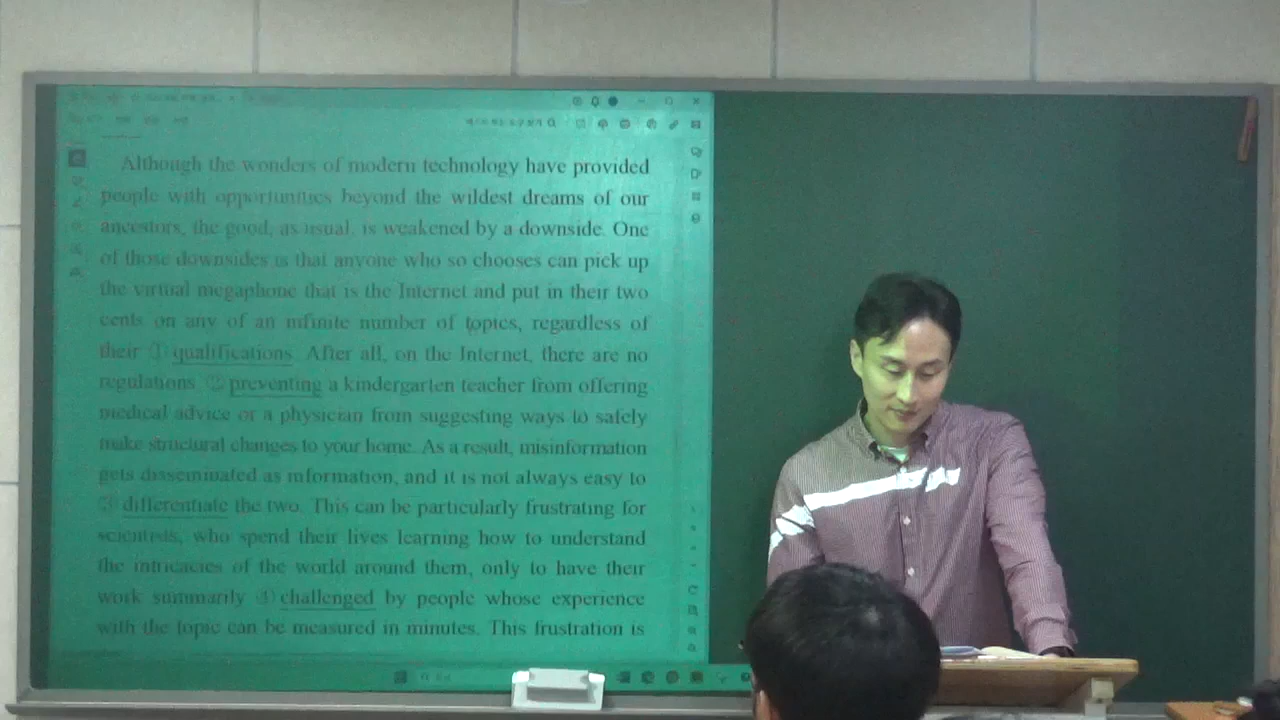 Although the wonders of modern technology have provided
people with opportunities beyond the wildest dreams of our
ancestors, the good, as usual, is weakened by a downside. One
of those downsides is that anyone who so chooses can pick up
the virtual megaphone that is the Internet and put in their two
cents on any of an infinite number of topics, regardless of
their ① qualifications. After all, on the Internet, there are no
regulations ② preventing a kindergarten teacher from offering
medical advice or a physician from suggesting ways to safely
make structural changes to your home. As a result, misinformation
gets disseminated as information, and it is not always easy to
③ differentiate the two. This can be particularly frustrating for
scientists, who spend their lives learning how to understand
the intricacies of the world around them, only to have their
work summarily ④ challenged by people whose experience
with the topic can be measured in minutes. This frustration is